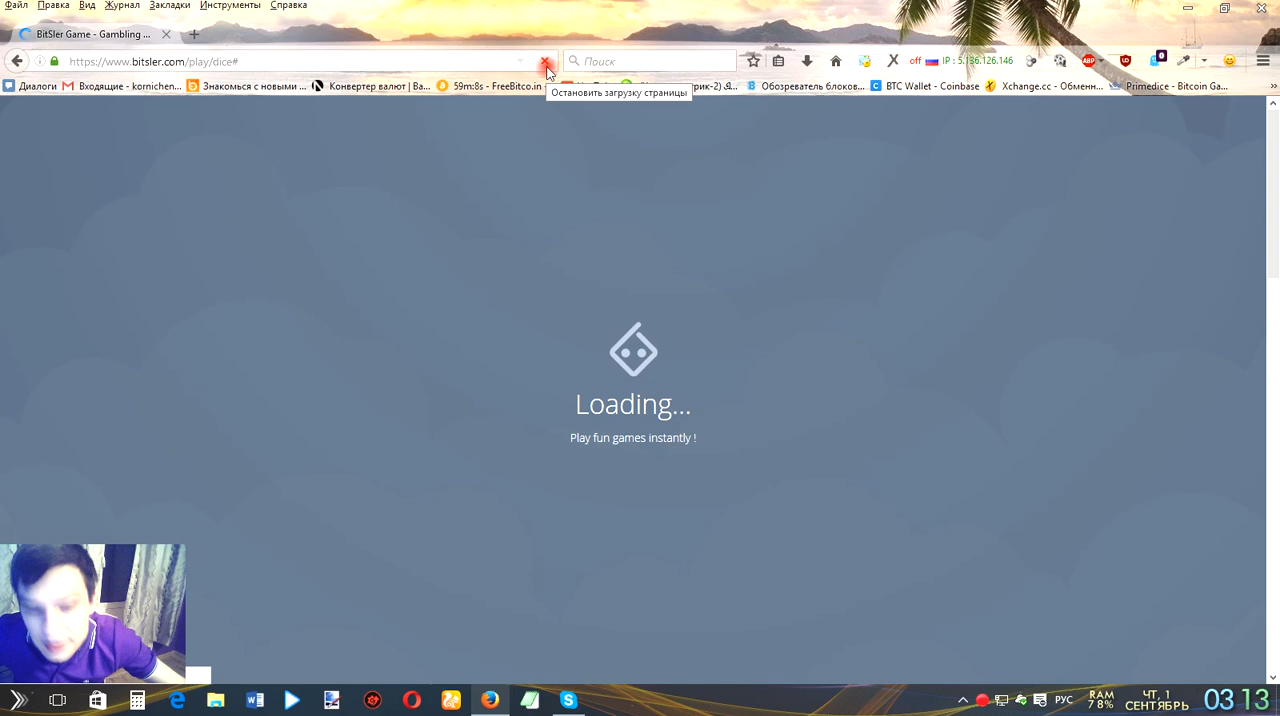 Файл Правка Вид Журнал Закладки Инструменты Справка
BitSler Game - Gambling ...
https://www.bitsler.com/play/dice#
Поиск
off IP : 5.136.126.146
ABP
UD
0
Диалоги Входящие - kornichen... Знакомься с новыми ... Конвертер валют | Ba... 59m:8s - FreeBitco.in -
Обозреватель блоков... BTC Wallet - Coinbase Xchange.cc - Обменн... Primedice - Bitcoin Ga...
Остановить загрузку страницы
Loading...
Play fun games instantly !
РУС
RAM
78%
ЧТ, 1
СЕНТЯБРЬ
03 13